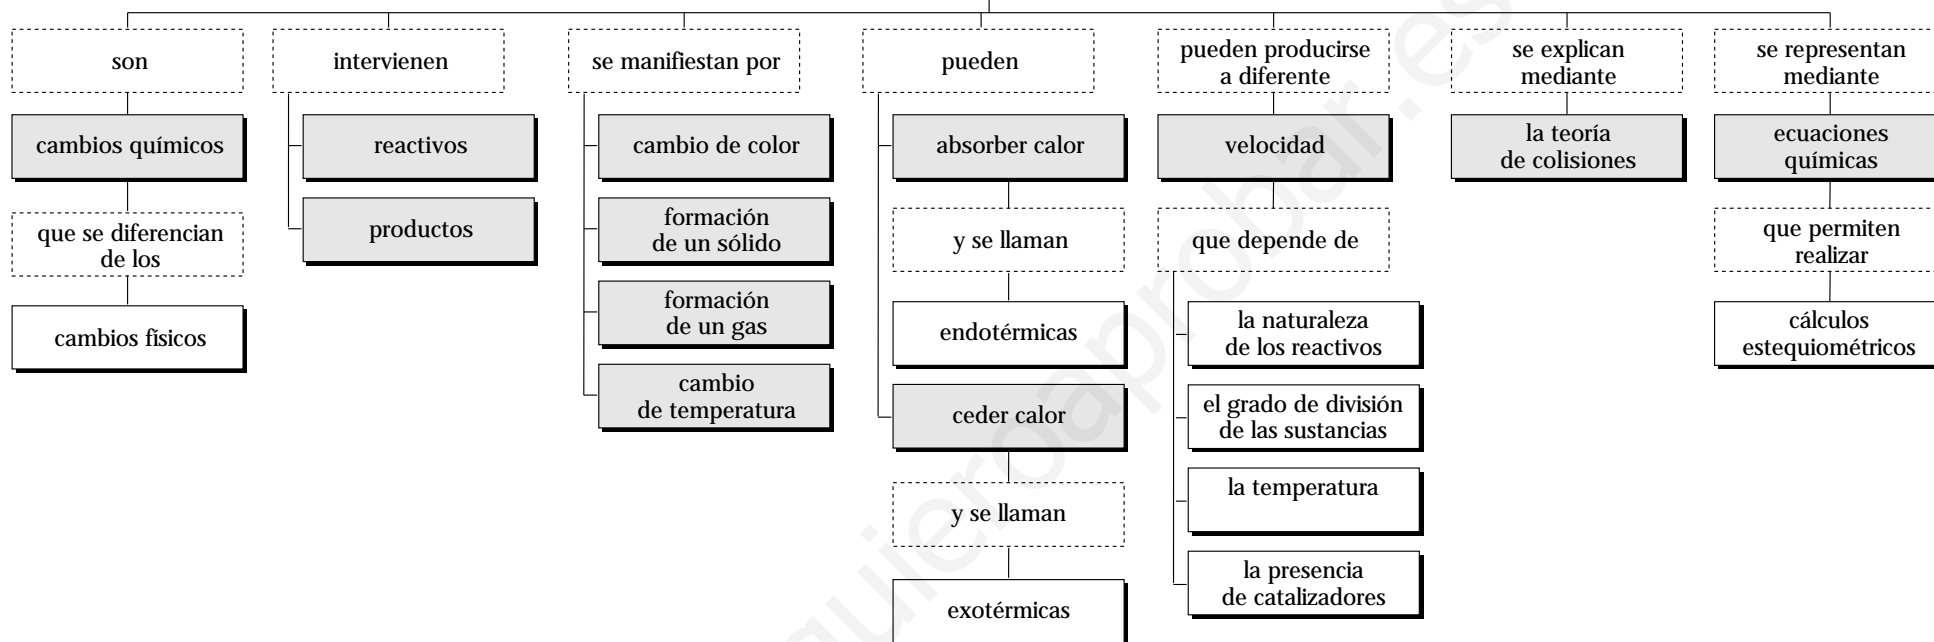 son
cambios químicos
que se diferencian
de los
cambios físicos
intervienen
reactivos
productos
se manifiestan por
cambio de color
formación
de un sólido
formación
de un gas
cambio
de temperatura
pueden
absorber calor
y se llaman
endotérmicas
ceder calor
y se llaman
exotérmicas
pueden producirse
a diferente
velocidad
que depende de
la naturaleza
de los reactivos
el grado de división
de las sustancias
la temperatura
la presencia
de catalizadores
se explican
mediante
la teoría
de colisiones
se representan
mediante
ecuaciones
químicas
que permiten
realizar
cálculos
estequiométricos
quieroaprobar.es